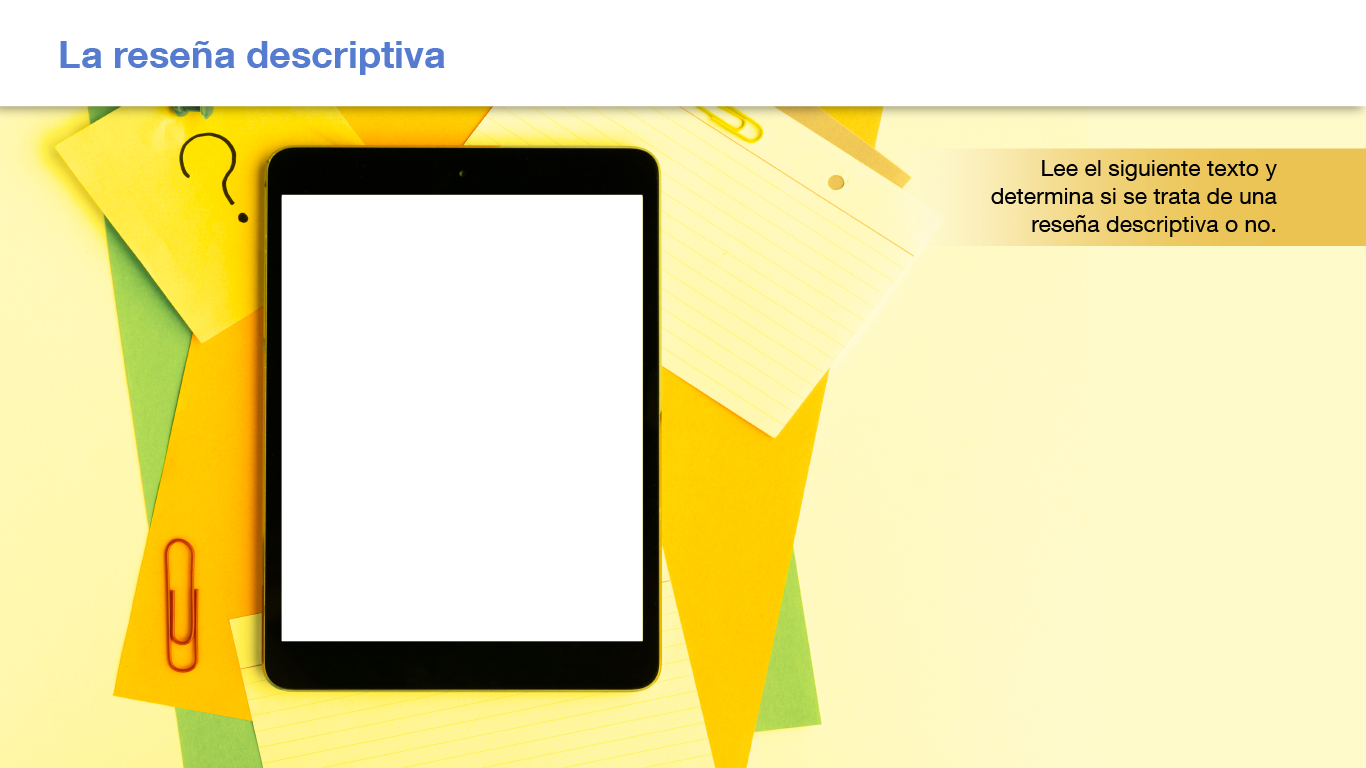 La reseña descriptiva
Lee el siguiente texto y
determina si se trata de una
reseña descriptiva o no.